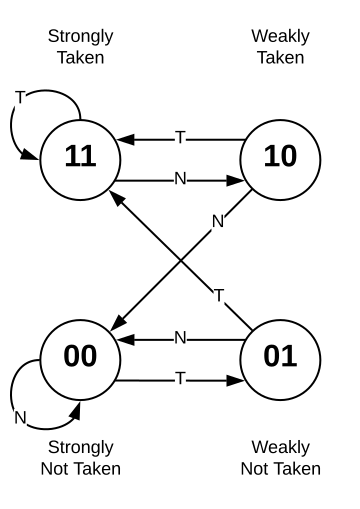 Strongly
Taken
Weakly
Taken
T
11
T
10
N
N
T
00
N
01
T
N
Strongly
Not Taken
Weakly
Not Taken